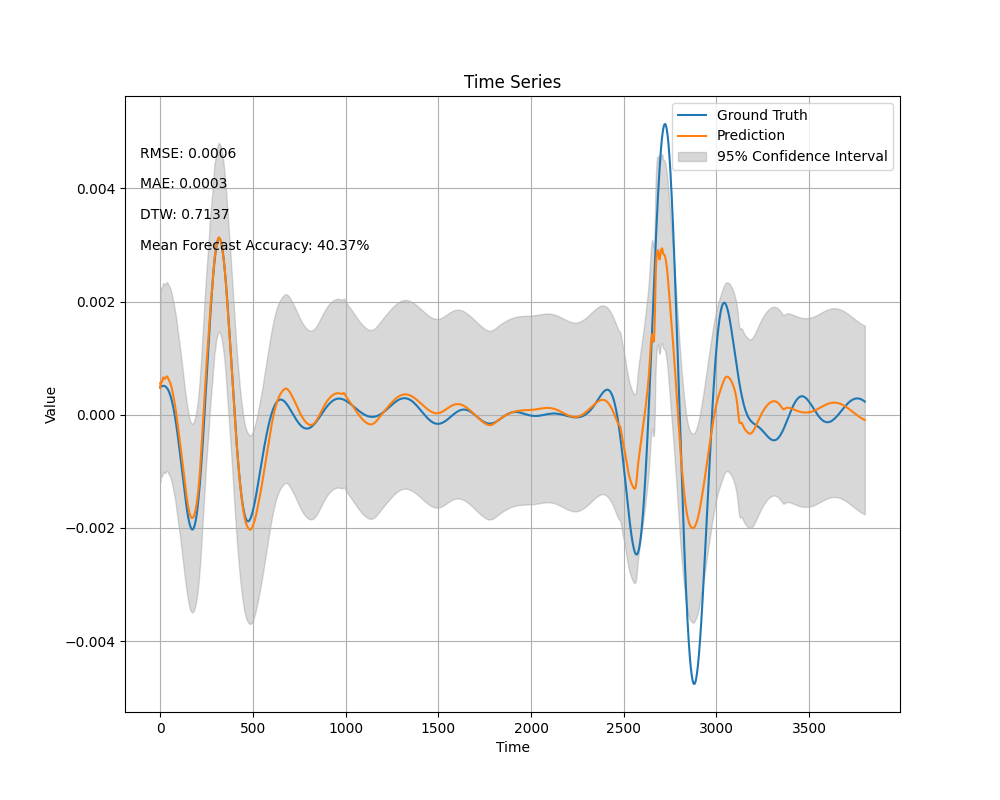 Time Series
Ground Truth
Prediction
95% Confidence Interval
RMSE: 0.0006
MAE: 0.0003
DTW: 0.7137
Mean Forecast Accuracy: 40.37%
0.004
0.002
0.000
−0.002
−0.004
Value
0 500 1000 1500 2000 2500 3000 3500
Time